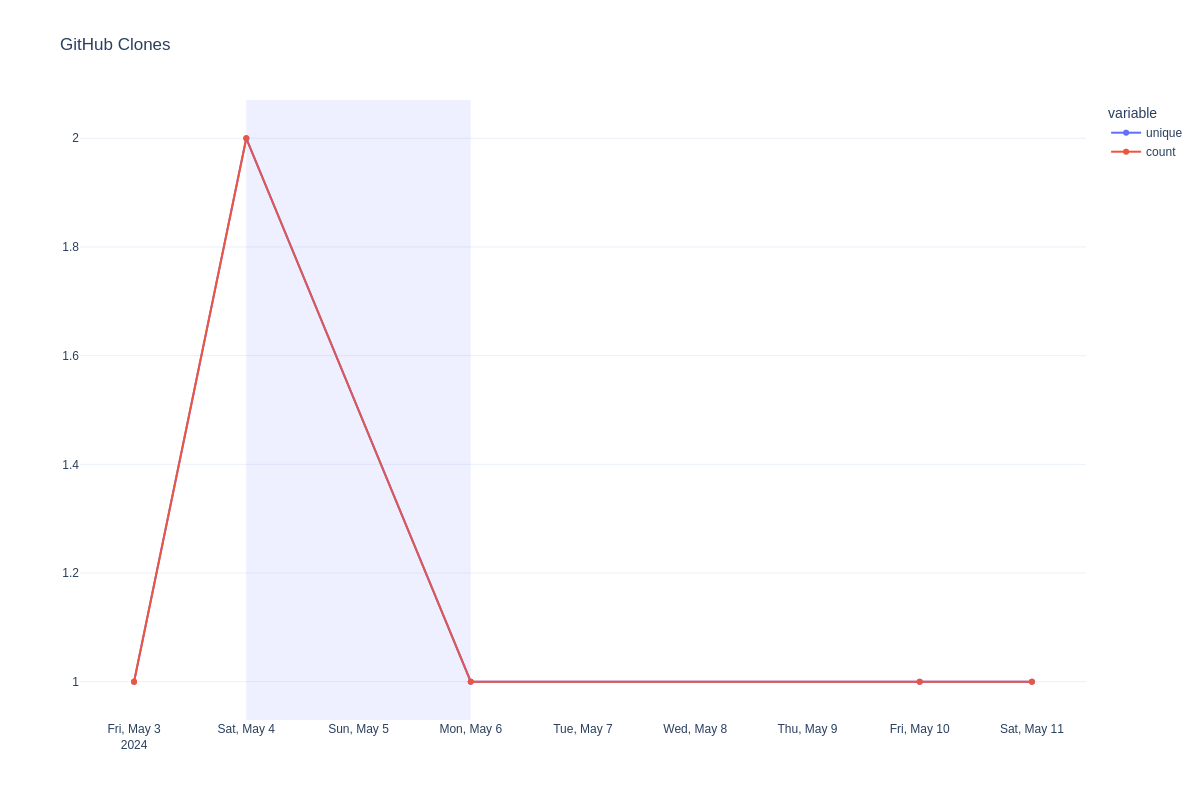 GitHub Clones
variable
unique
count
2
1.8
1.6
1.4
1.2
1
Fri, May 3
2024
Sat, May 4
Sun, May 5
Mon, May 6
Tue, May 7
Wed, May 8
Thu, May 9
Fri, May 10
Sat, May 11